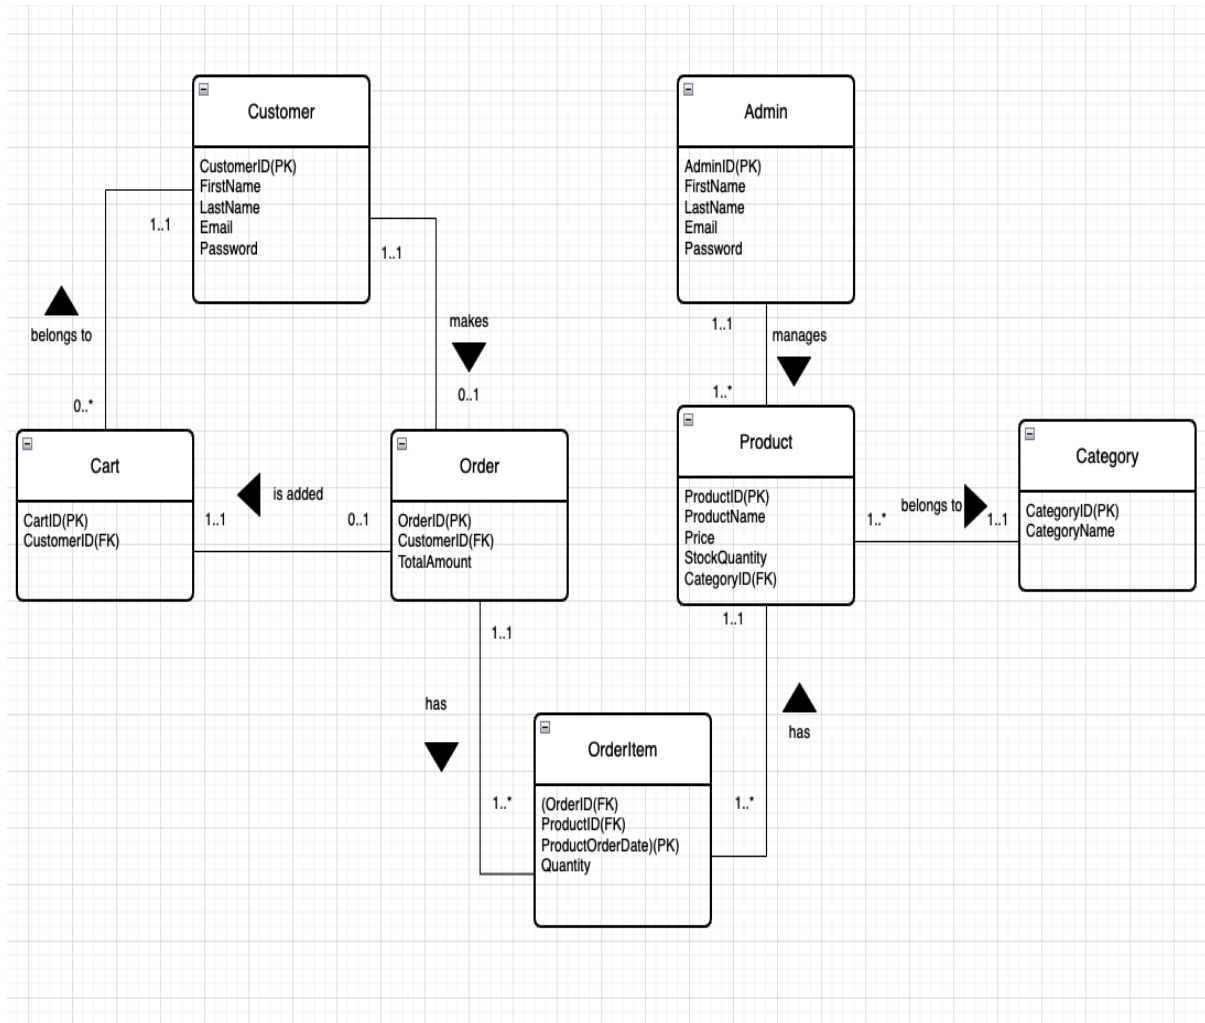 Customer
CustomerID(PK)
FirstName
LastName
Email
Password
Admin
AdminID(PK)
FirstName
LastName
Email
Password
1..1
1..1
belongs to
makes
0..*
0..1
1..1
manages
1..*
Cart
CartID(PK)
CustomerID(FK)
1..1
is added
0..1
Order
OrderID(PK)
CustomerID(FK)
TotalAmount
Product
ProductID(PK)
ProductName
Price
StockQuantity
CategoryID(FK)
1..*
belongs to
1..1
Category
CategoryID(PK)
CategoryName
1..1
has
1..*
1..1
has
1..*
OrderItem
(OrderID(FK)
ProductID(FK)
ProductOrderDate)(PK)
Quantity